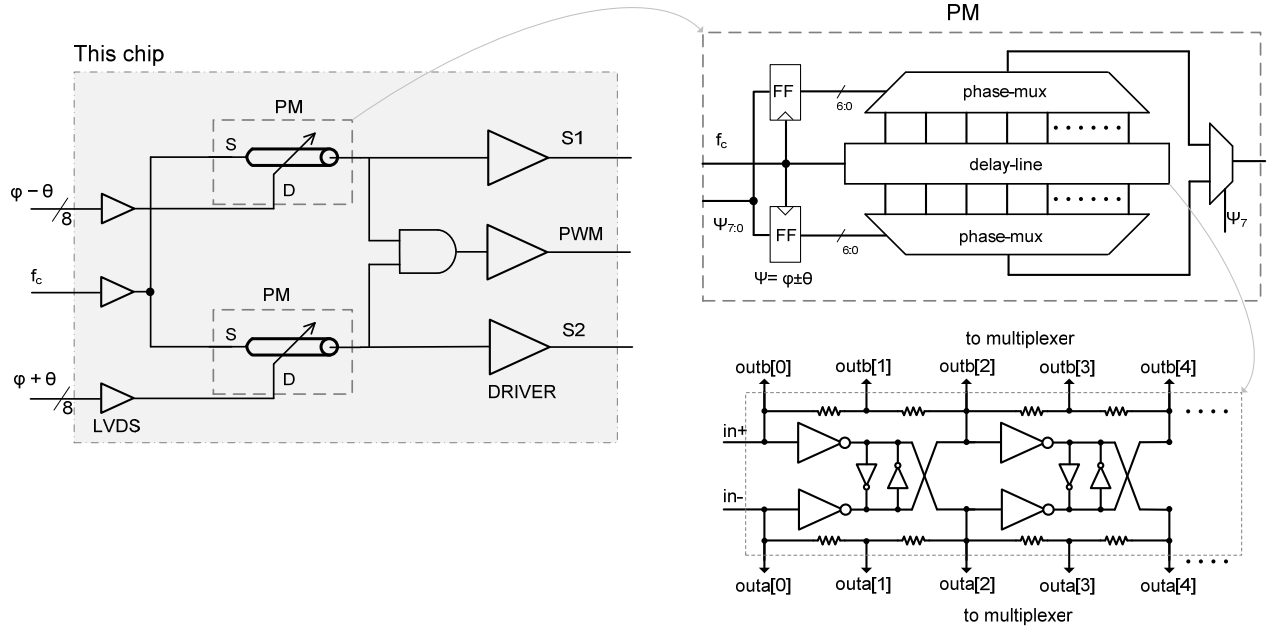 This chip
PM
S
D
S1
φ – θ
8
PWM
fc
PM
S
D
S2
φ + θ
8
LVDS
DRIVER
PM
FF
6:0
phase-mux
fc
delay-line
Ψ7:0
FF
6:0
phase-mux
Ψ7
Ψ= φ±θ
to multiplexer
outb[0] outb[1] outb[2] outb[3] outb[4]
in+
in-
outa[0] outa[1] outa[2] outa[3] outa[4]
to multiplexer